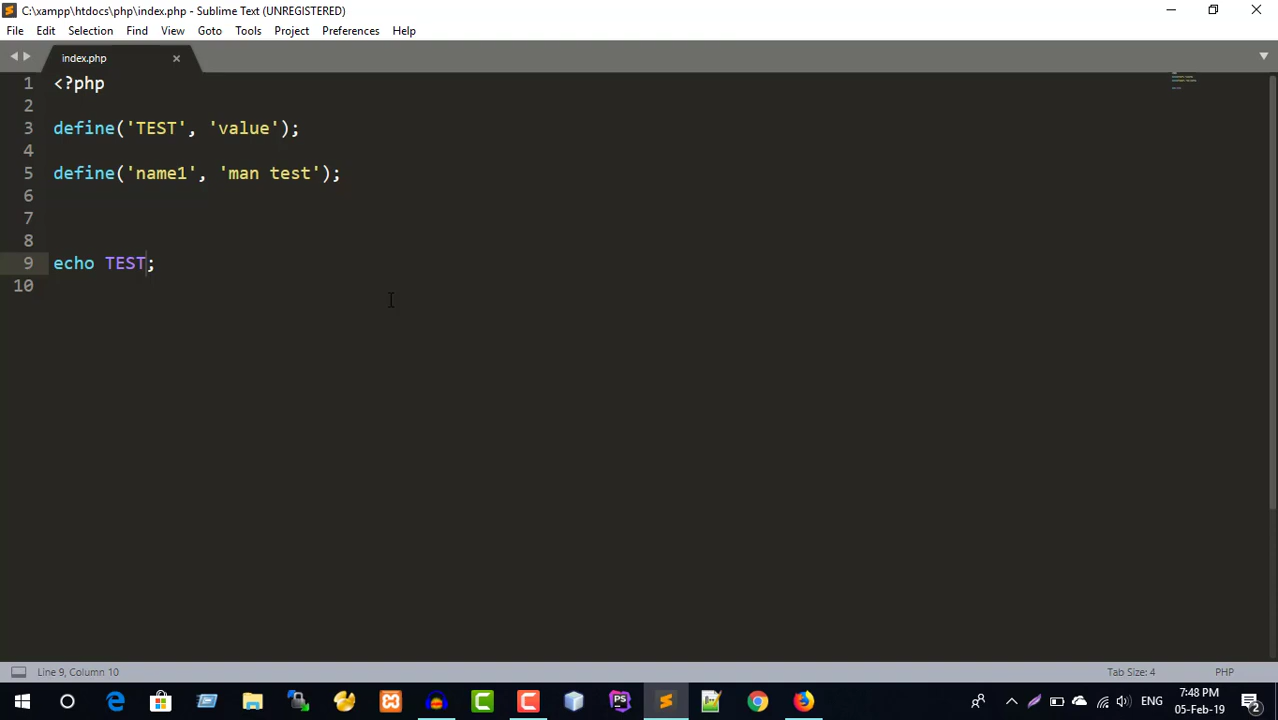 C:\xampp\htdocs\php\index.php - Sublime Text (UNREGISTERED)
File Edit Selection Find View Goto Tools Project Preferences Help
index.php
1 <?php
2
3 define('TEST', 'value');
4
5 define('name1', 'man test');
6
7
8
9 echo TEST;
10
Line 9, Column 10 Tab Size: 4 PHP
PS ENG 7:48 PM
05-Feb-19 2